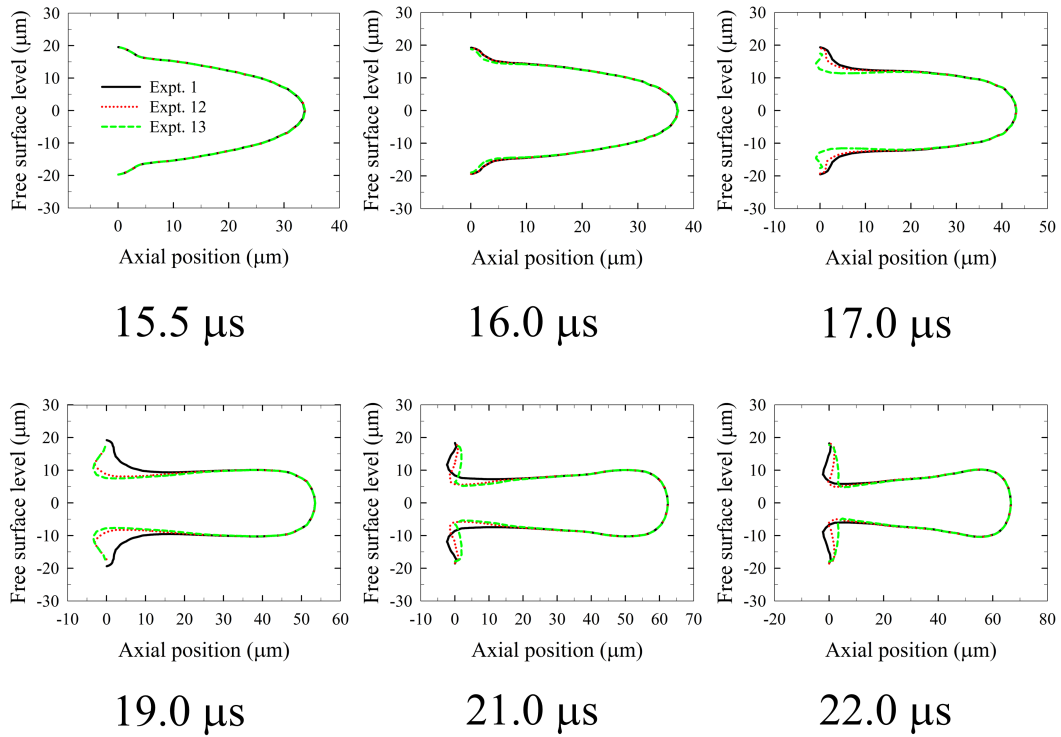 Free surface level (μm)
30
20
10
0
-10
-20
-30
Expt. 1
Expt. 12
Expt. 13
0 10 20 30 40
Axial position (μm)
15.5 μs
Free surface level (μm)
30
20
10
0
-10
-20
-30
0 10 20 30 40
Axial position (μm)
16.0 μs
Free surface level (μm)
30
20
10
0
-10
-20
-30
-10 0 10 20 30 40 50
Axial position (μm)
17.0 μs
Free surface level (μm)
30
20
10
0
-10
-20
-30
-10 0 10 20 30 40 50 60
Axial position (μm)
19.0 μs
Free surface level (μm)
30
20
10
0
-10
-20
-30
-10 0 10 20 30 40 50 60 70
Axial position (μm)
21.0 μs
Free surface level (μm)
30
20
10
0
-10
-20
-30
-20 0 20 40 60 80
Axial position (μm)
22.0 μs